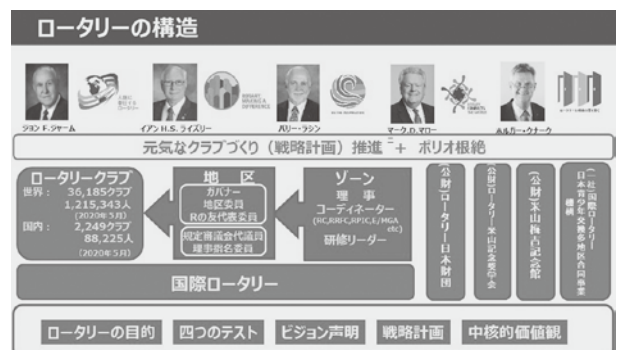 ロータリーの構造
ROTARY MAKING A DIFFERENCE
ジョン F.ジャーム
イアン H.S. ライズリー
バリー・ラシン
マーク.D.マローニー
ホルガー・クナーク
元気なクラブづくり(戦略計画)推進 + ポリオ根絶
ロータリークラブ
世界: 36,185クラブ
1,215,343人
(2020年5月)
国内: 2,249クラブ
88,225人
(2020年5月)
地 区
ガバナー
地区委員
Rの友代表委員
規定審議会代議員
理事指名委員
ゾーン
理 事
コーディネーター
(RC,RRFC,RPIC,E/MGA
etc)
研修リーダー
国際ロータリー
(公財)ロータリー日本財団
(公財)ロータリー米山記念奨学会
(公財)米山梅吉記念館
(一社)国際ロータリー
日本青少年交換多地区合同事業
機構
ロータリーの目的
四つのテスト
ビジョン声明
戦略計画
中核的価値観